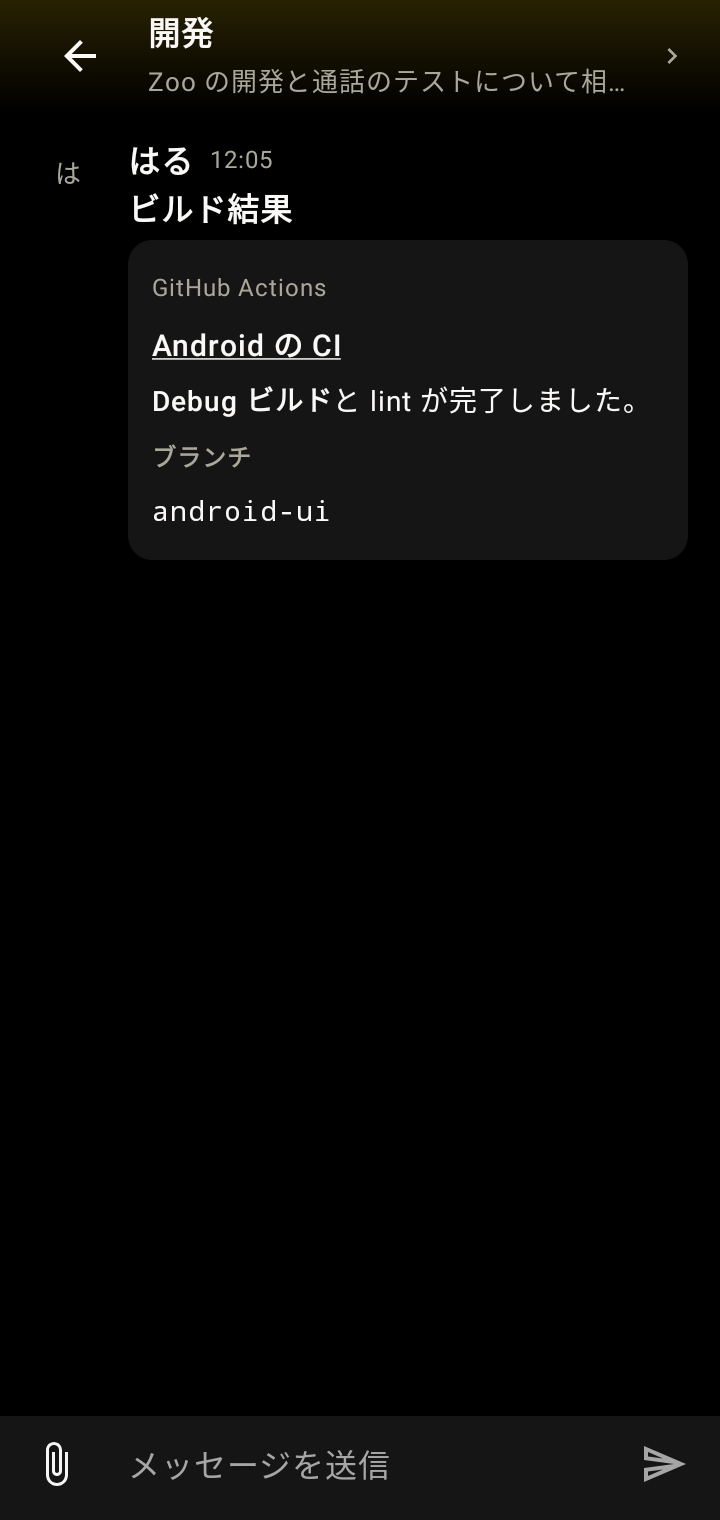 開発
Zoo の開発と通話のテストについて相…
は
はる 12:05
ビルド結果
GitHub Actions
Android の CI
Debug ビルドと lint が完了しました。
ブランチ
android-ui
メッセージを送信